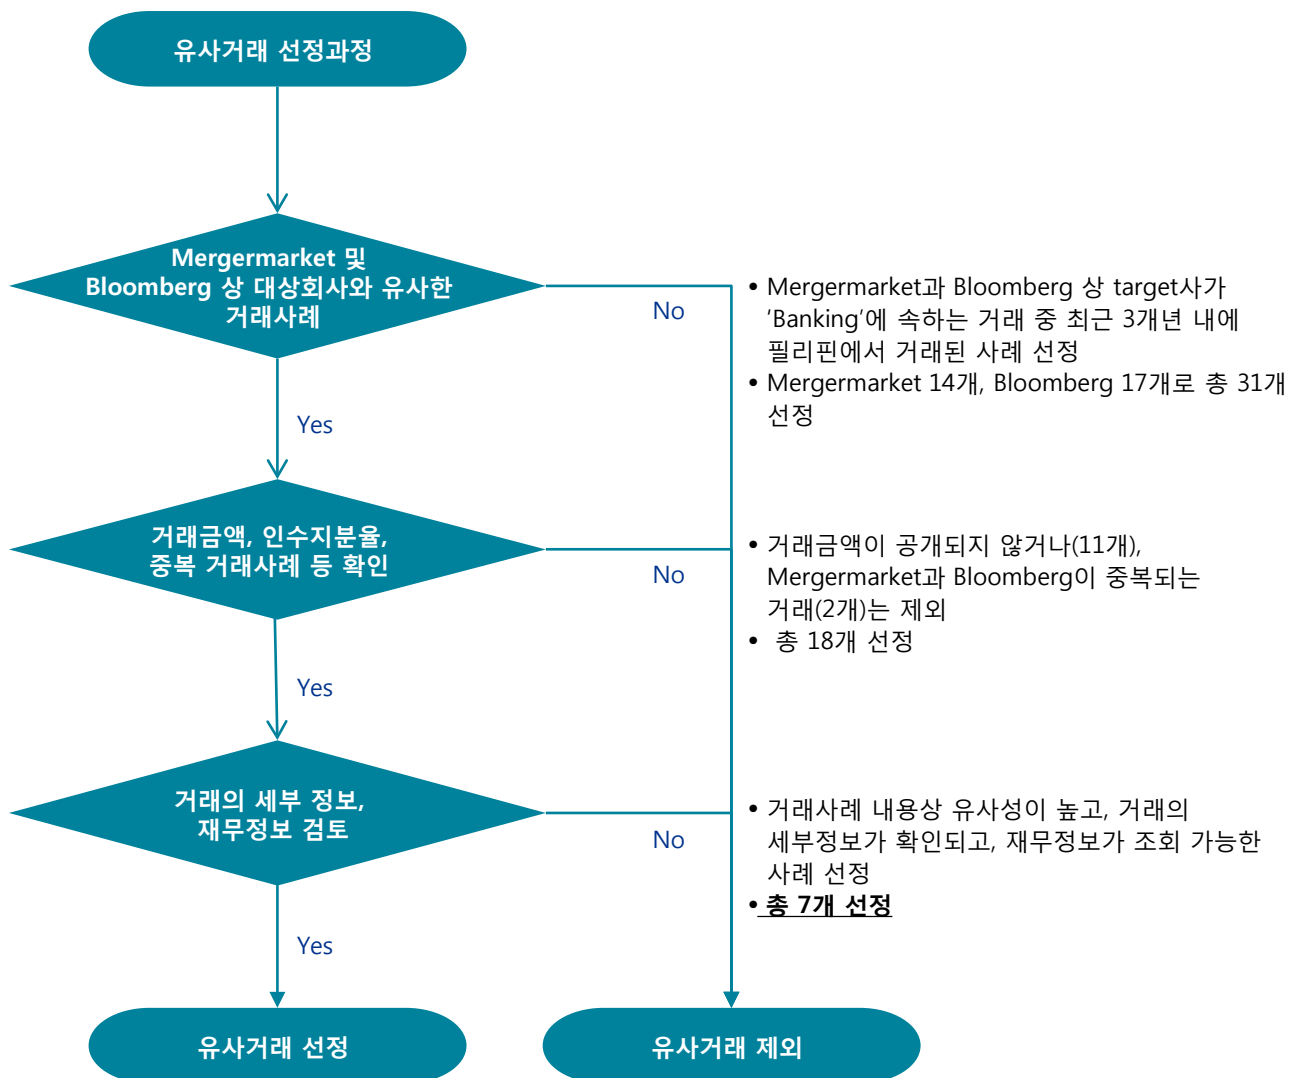 유사거래 선정과정
Mergermarket 및
Bloomberg 상 대상회사와 유사한
거래사례
No
• Mergermarket과 Bloomberg 상 target사가
‘Banking’에 속하는 거래 중 최근 3개년 내에
필리핀에서 거래된 사례 선정
• Mergermarket 14개, Bloomberg 17개로 총 31개
선정
Yes
거래금액, 인수지분율,
중복 거래사례 등 확인
No
• 거래금액이 공개되지 않거나(11개),
Mergermarket과 Bloomberg이 중복되는
거래(2개)는 제외
• 총 18개 선정
Yes
거래의 세부 정보,
재무정보 검토
No
• 거래사례 내용상 유사성이 높고, 거래의
세부정보가 확인되고, 재무정보가 조회 가능한
사례 선정
• 총 7개 선정
Yes
유사거래 선정
유사거래 제외